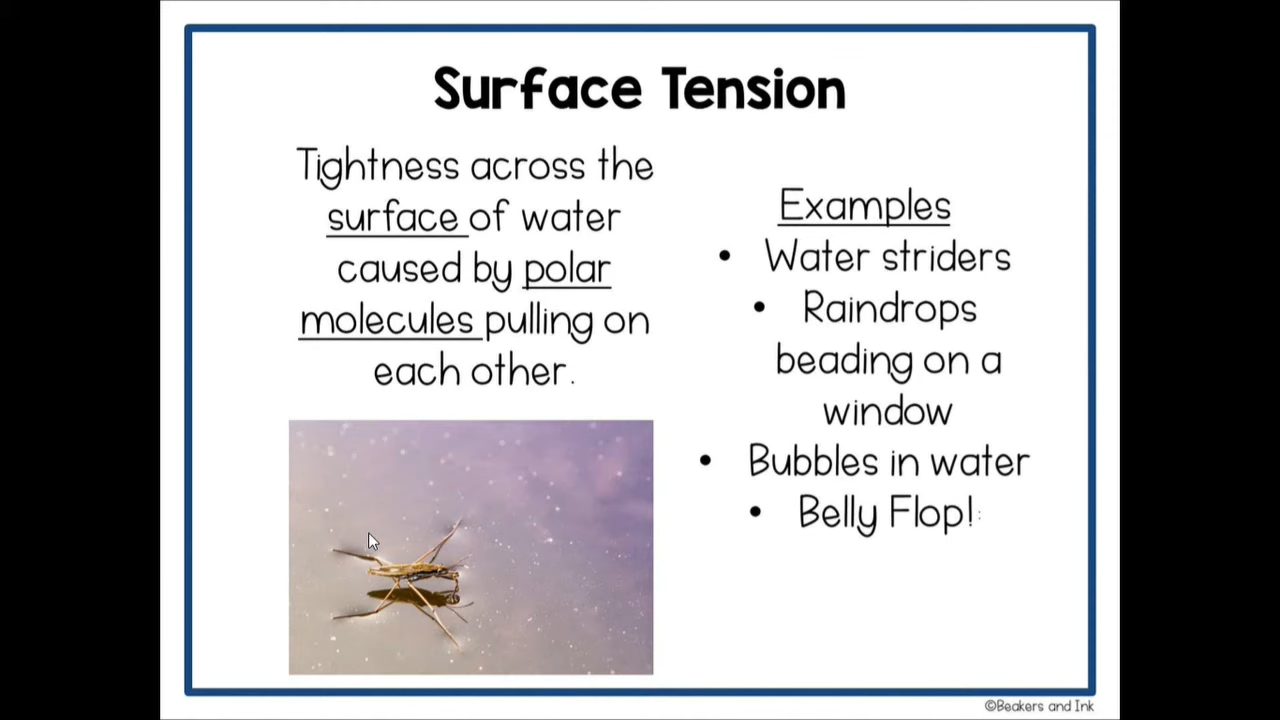 Surface Tension
Tightness across the
surface of water
caused by polar
molecules pulling on
each other.
Examples
• Water striders
• Raindrops
beading on a
window
• Bubbles in water
• Belly Flop!
©Beakers and Ink